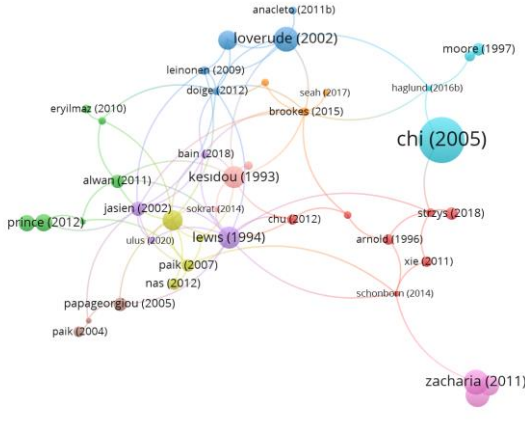 anacleto (2011b)
loverude (2002)
moore (1997)
leinonen (2009)
doige (2012)
seah (2017)
haglund (2016b)
eryilmaz (2010)
brookes (2015)
chi (2005)
bain (2018)
alwan (2011)
kesidou (1993)
jasien (2002)
sokrat (2014)
prince (2012)
chu (2012)
strzys (2018)
ulus (2020)
lewis (1994)
arnold (1996)
paik (2007)
xie (2011)
nas (2012)
papageorgiou (2005)
schonborn (2014)
paik (2004)
zacharia (2011)